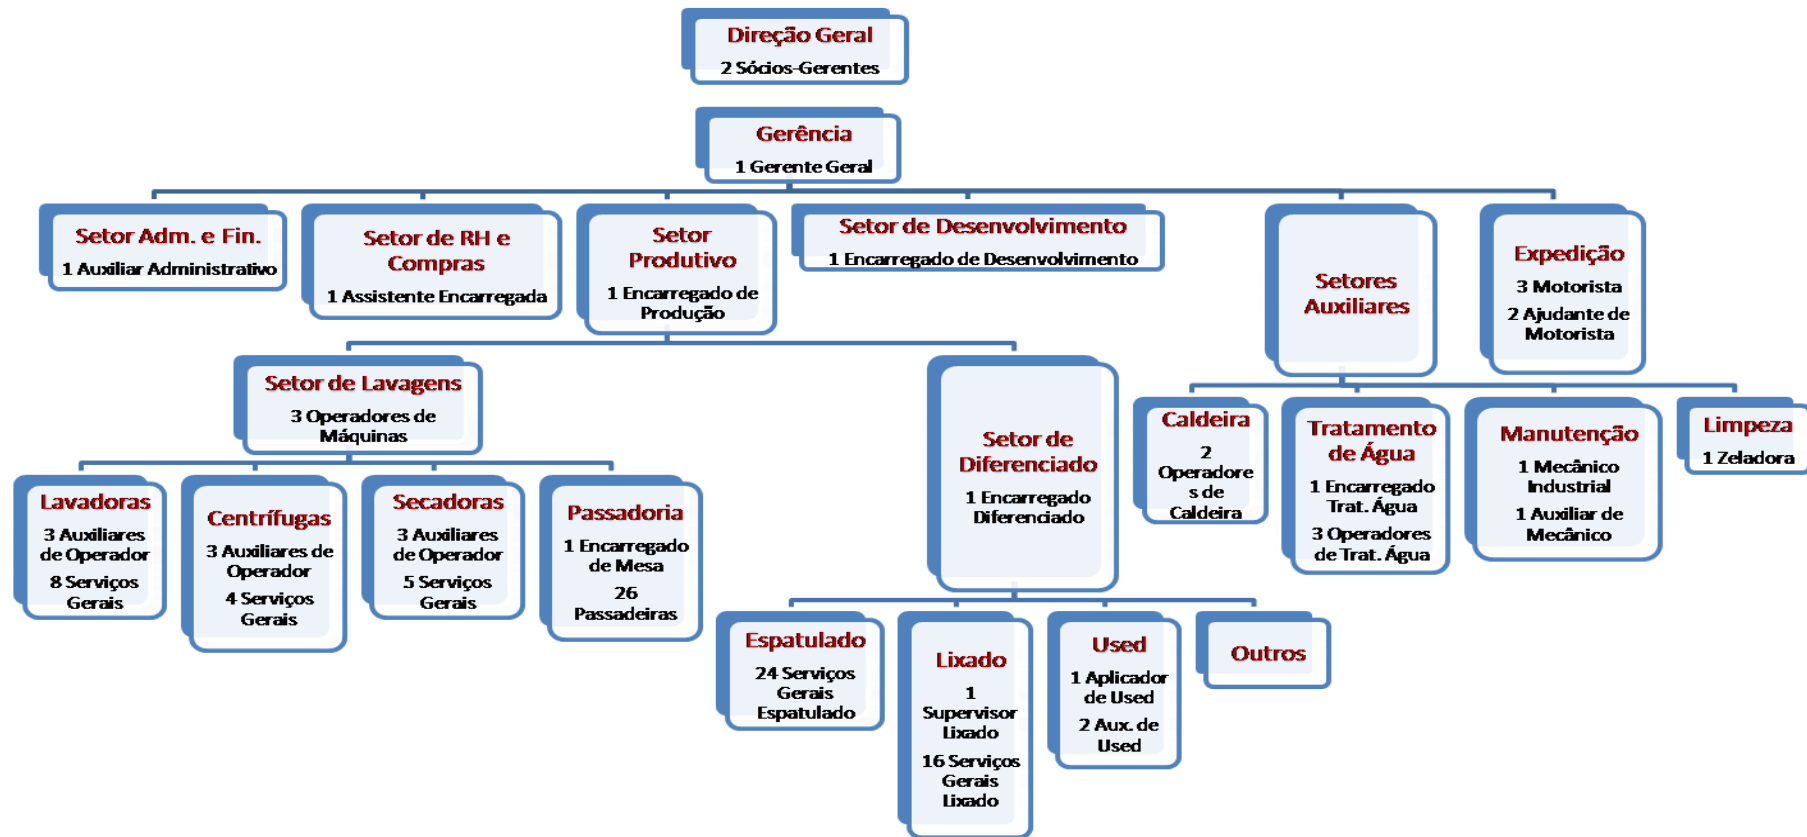 Direção Geral
2 Sócios-Gerentes
Gerência
1 Gerente Geral
Setor Adm. e Fin.
1 Auxiliar Administrativo
Setor de RH e
Compras
1 Assistente Encarregada
Setor
Produtivo
1 Encarregado de
Produção
Setor de Desenvolvimento
1 Encarregado de Desenvolvimento
Setores
Auxiliares
Expedição
3 Motorista
2 Ajudante de
Motorista
Setor de Lavagens
3 Operadores de
Máquinas
Setor de
Diferenciado
1 Encarregado
Diferenciado
Caldeira
2
Operadore
s de
Caldeira
Tratamento
de Água
1 Encarregado
Trat. Água
3 Operadores
de Trat. Água
Manutenção
1 Mecânico
Industrial
1 Auxiliar de
Mecânico
Limpeza
1 Zeladora
Lavadoras
3 Auxiliares
de Operador
8 Serviços
Gerais
Centrífugas
3 Auxiliares de
Operador
4 Serviços
Gerais
Secadoras
3 Auxiliares
de Operador
5 Serviços
Gerais
Passadoria
1 Encarregado
de Mesa
26
Passadeiras
Espatulado
24 Serviços
Gerais
Espatulado
Lixado
1
Supervisor
Lixado
16 Serviços
Gerais
Lixado
Used
1 Aplicador
de Used
2 Aux. de
Used
Outros